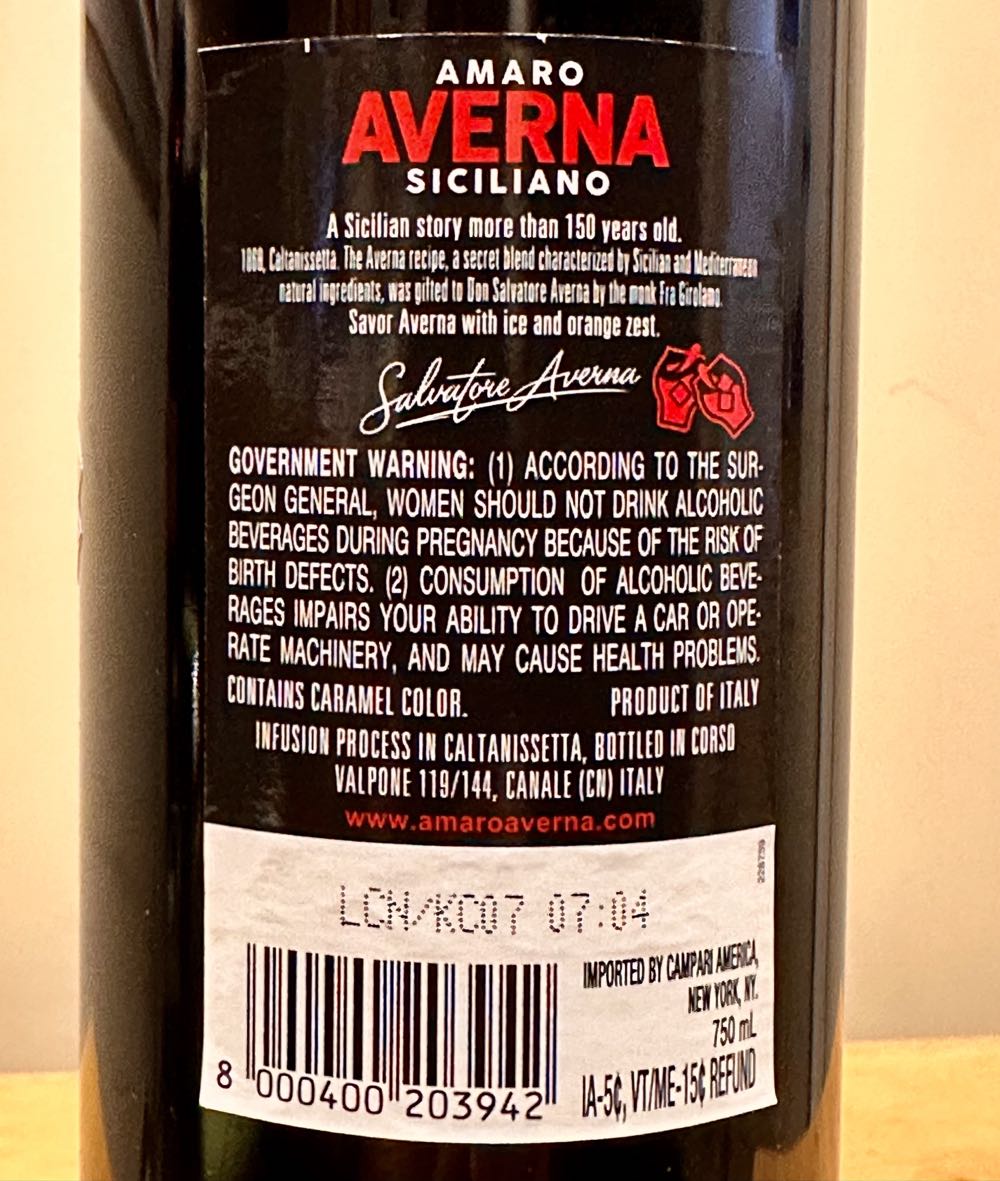 AMARO
AVERNA
SICILIANO
A Sicilian story more than 150 years old.
1868, Caltanissetta. The Averna recipe, a secret blend characterized by Sicilian and Mediterranean
natural ingredients, was gifted to Don Salvatore Averna by the monk Fra Girolamo.
Savor Averna with ice and orange zest.
Salvatore Averna
GOVERNMENT WARNING: (1) ACCORDING TO THE SUR-
GEON GENERAL, WOMEN SHOULD NOT DRINK ALCOHOLIC
BEVERAGES DURING PREGNANCY BECAUSE OF THE RISK OF
BIRTH DEFECTS. (2) CONSUMPTION OF ALCOHOLIC BEVE-
RAGES IMPAIRS YOUR ABILITY TO DRIVE A CAR OR OPE-
RATE MACHINERY, AND MAY CAUSE HEALTH PROBLEMS.
CONTAINS CARAMEL COLOR. PRODUCT OF ITALY
INFUSION PROCESS IN CALTANISSETTA, BOTTLED IN CORSO
VALPONE 119/144, CANALE (CN) ITALY
www.amaroaverna.com
LCN/KC07 07:04
IMPORTED BY CAMPARI AMERICA,
NEW YORK, NY.
750 mL
IA-5¢, VT/ME-15¢ REFUND
8 000400 203942